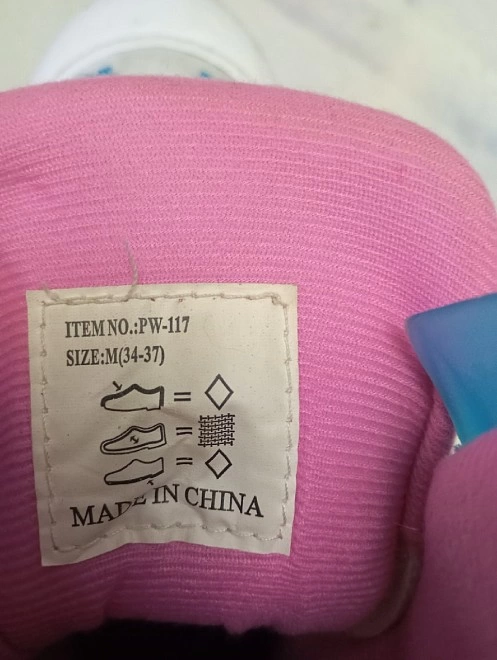 ITEM NO.:PW-117
SIZE:M(34-37)
=
=
=
MADE IN CHINA